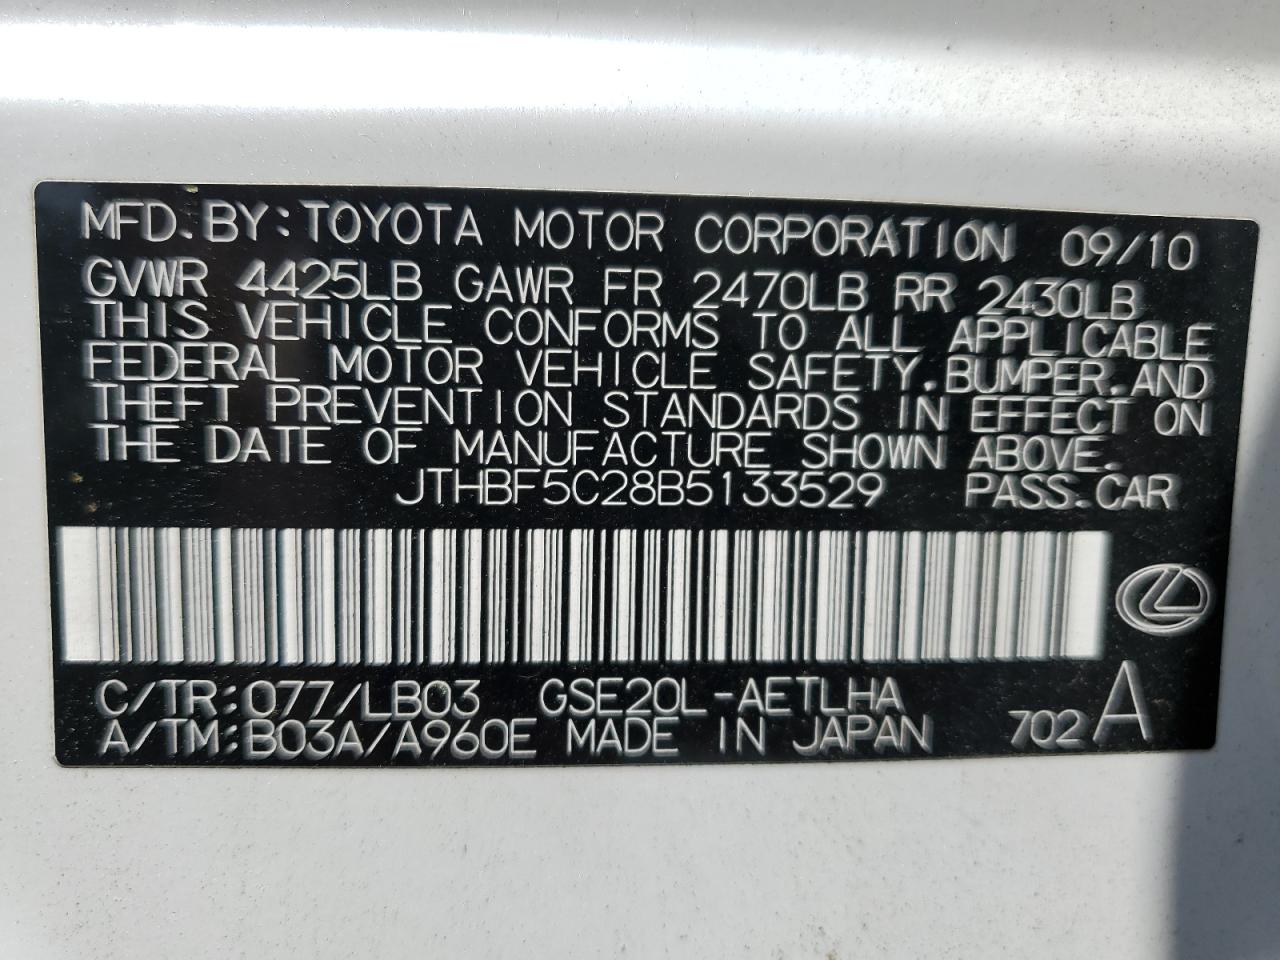 MFD.BY:TOYOTA MOTOR CORPORATION 09/10
GVWR 4425LB GAWR FR 2470LB RR 2430LB
THIS VEHICLE CONFORMS TO ALL APPLICABLE
FEDERAL MOTOR VEHICLE SAFETY,BUMPER,AND
THEFT PREVENTION STANDARDS IN EFFECT ON
THE DATE OF MANUFACTURE SHOWN ABOVE.
JTHBF5C28B5133529 PASS.CAR
C/TR:077/LB03 GSE20L-AETLHA
A/TM:B03A/A960E MADE IN JAPAN 702 A